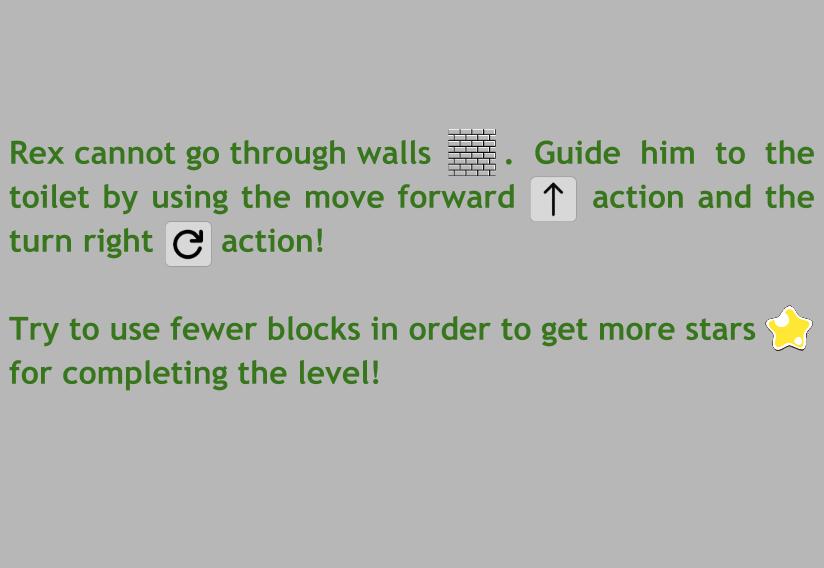 Rex cannot go through walls . Guide him to the
toilet by using the move forward action and the
turn right action!
Try to use fewer blocks in order to get more stars
for completing the level!